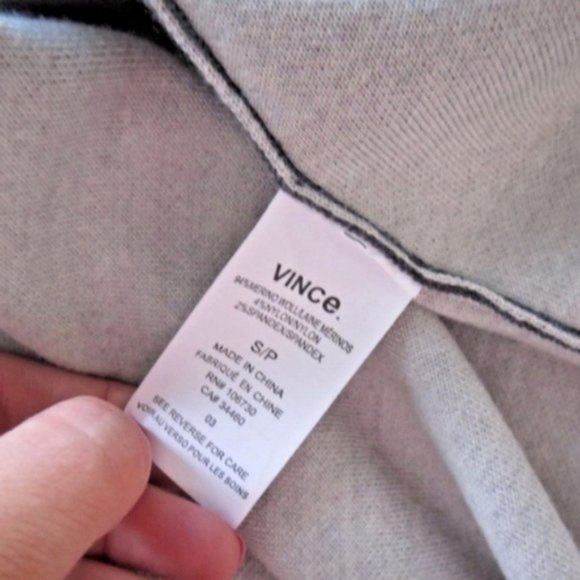 VINCe.
94%MERINO WOOL/LAINE MÉRINOS
4%NYLON/NYLON
2%SPANDEX/SPANDEX
S/P
MADE IN CHINA
FABRIQUÉ EN CHINE
RN# 106730
CA# 34460
03
SEE REVERSE FOR CARE
VOIR AU VERSO POUR LES SOINS